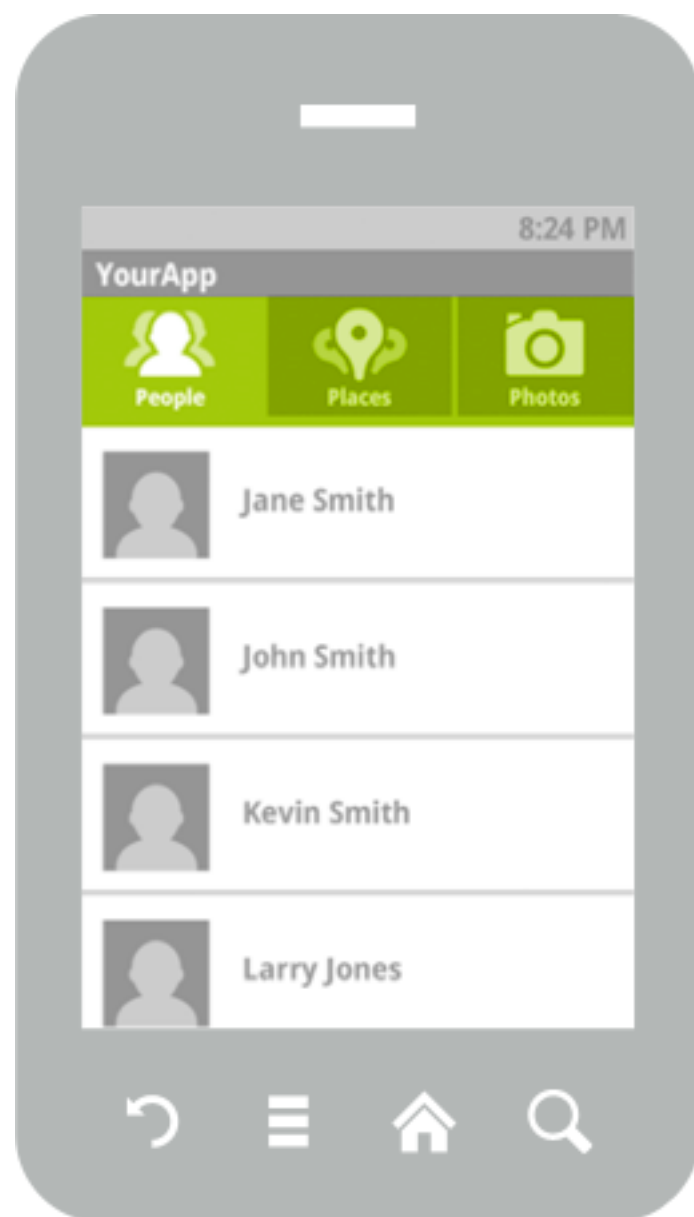 8:24 PM
YourApp
People Places Photos
Jane Smith
John Smith
Kevin Smith
Larry Jones